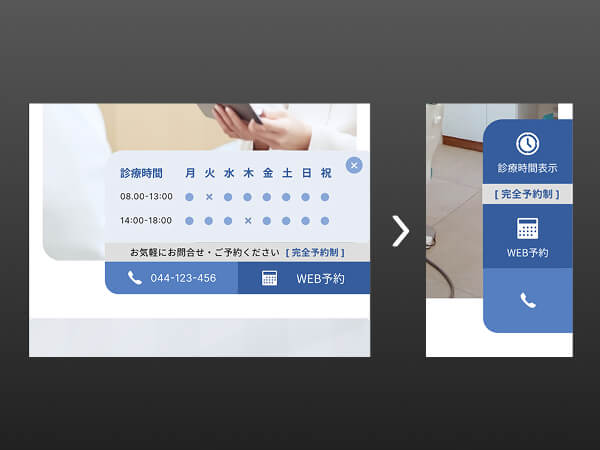 診療時間 月 火 水 木 金 土 日 祝
08.00-13:00 ● × ● ● ● ● ● ●
14:00-18:00 ● ● ● × ● ● ● ●
お気軽にお問合せ・ご予約ください [ 完全予約制 ]
044-123-456 WEB予約
診療時間表示
[ 完全予約制 ]
WEB予約